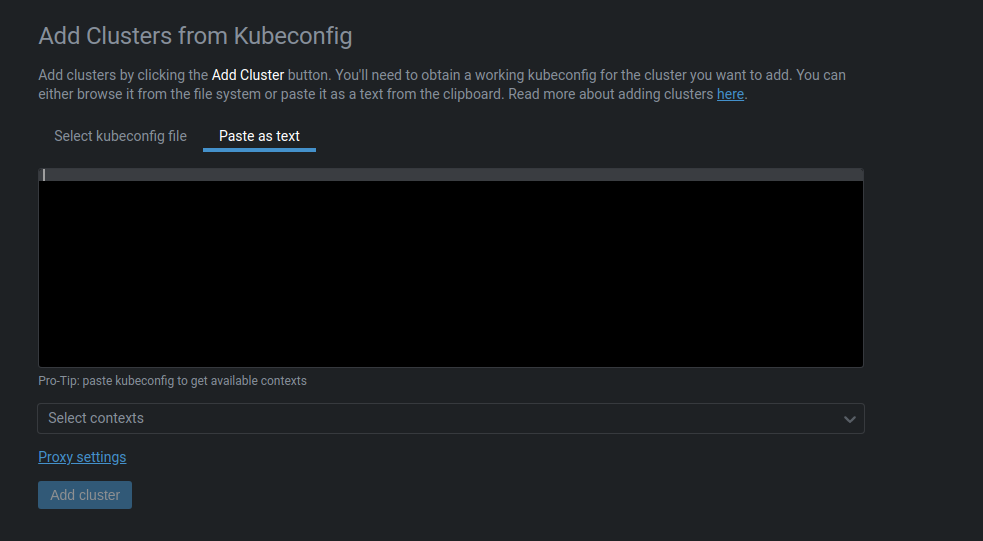 Add Clusters from Kubeconfig
Add clusters by clicking the Add Cluster button. You'll need to obtain a working kubeconfig for the cluster you want to add. You can
either browse it from the file system or paste it as a text from the clipboard. Read more about adding clusters here.
Select kubeconfig file Paste as text
Pro-Tip: paste kubeconfig to get available contexts
Select contexts
Proxy settings
Add cluster